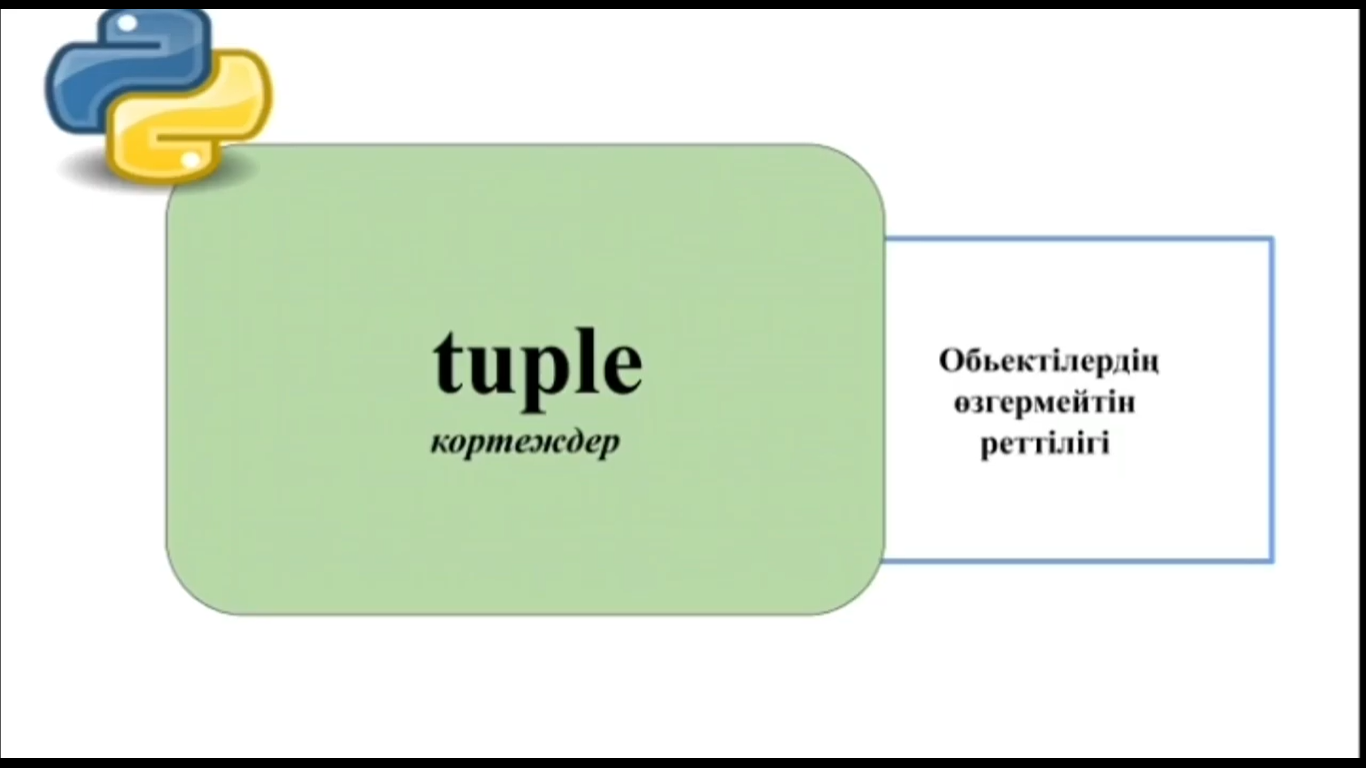 tuple
кортеждер
Обьектілердің
өзгермейтін
реттілігі